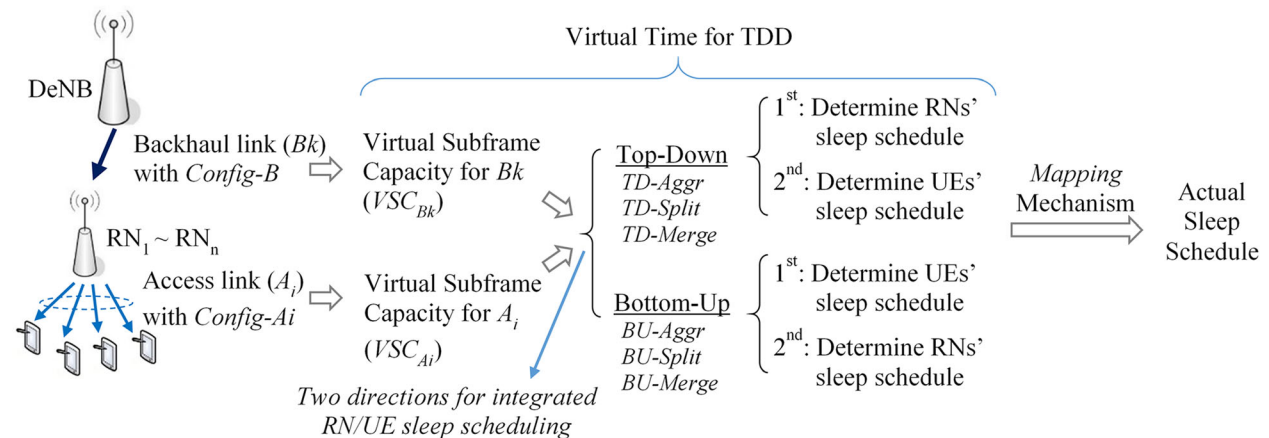 Virtual Time for TDD
DeNB
Backhaul link (Bk)
with Config-B
RN1 ~ RNn
Access link (Ai)
with Config-Ai
Virtual Subframe
Capacity for Bk
(VSCBk)
Virtual Subframe
Capacity for Ai
(VSCAi)
Two directions for integrated
RN/UE sleep scheduling
Top-Down
TD-Aggr
TD-Split
TD-Merge
1st: Determine RNs'
sleep schedule
2nd: Determine UEs'
sleep schedule
Bottom-Up
BU-Aggr
BU-Split
BU-Merge
1st: Determine UEs'
sleep schedule
2nd: Determine RNs'
sleep schedule
Mapping
Mechanism
Actual
Sleep
Schedule